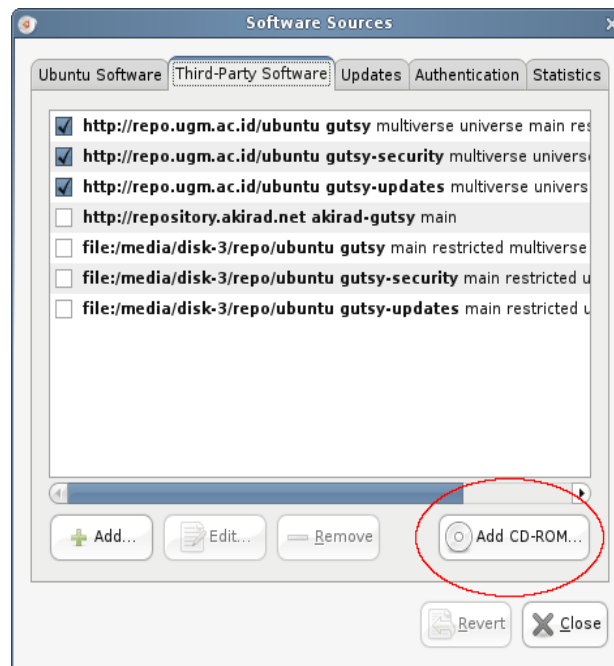 Software Sources
Ubuntu Software Third-Party Software Updates Authentication Statistics
http://repo.ugm.ac.id/ubuntu gutsy multiverse universe main res
http://repo.ugm.ac.id/ubuntu gutsy-security multiverse univers
http://repo.ugm.ac.id/ubuntu gutsy-updates multiverse univers
http://repository.akirad.net akirad-gutsy main
file:/media/disk-3/repo/ubuntu gutsy main restricted multiverse
file:/media/disk-3/repo/ubuntu gutsy-security main restricted u
file:/media/disk-3/repo/ubuntu gutsy-updates main restricted u
Add... Edit... Remove Add CD-ROM...
Revert Close